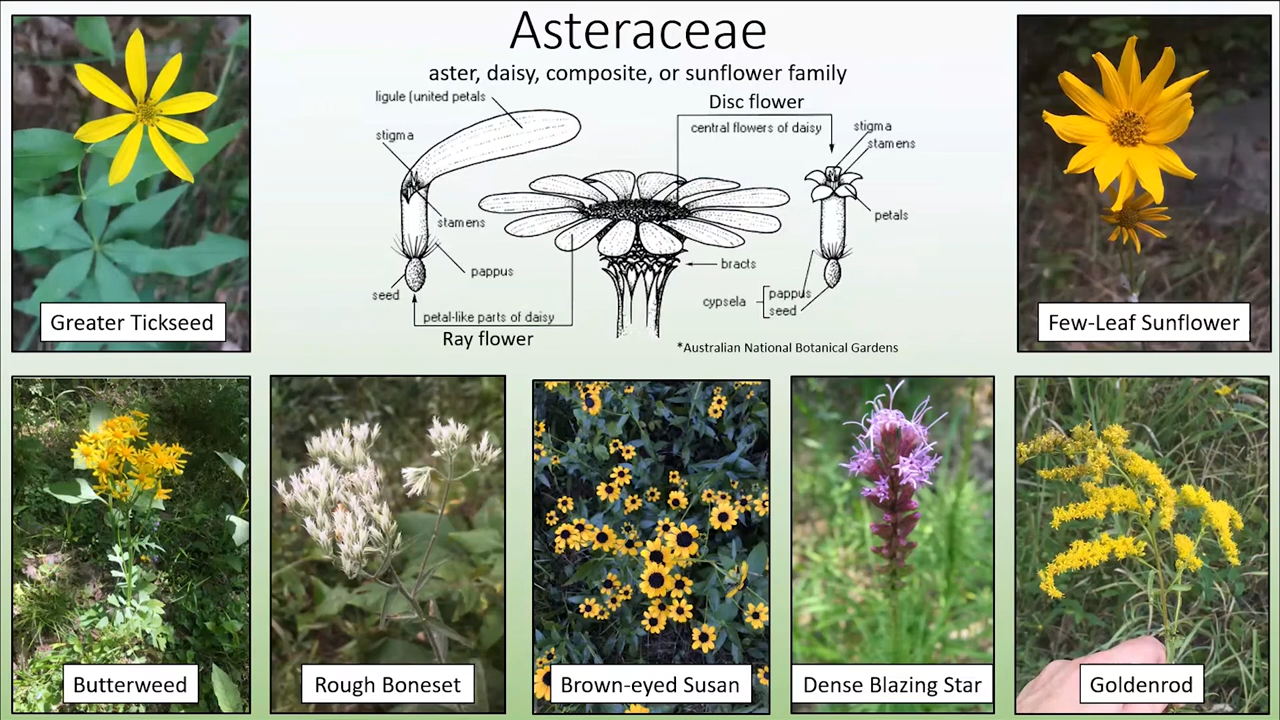 Asteraceae
aster, daisy, composite, or sunflower family
ligule (united petals
stigma
stamens
pappus
seed
petal-like parts of daisy
Ray flower
Disc flower
central flowers of daisy
stigma
stamens
petals
bracts
cypsela
pappus
seed
*Australian National Botanical Gardens
Greater Tickseed
Few-Leaf Sunflower
Butterweed
Rough Boneset
Brown-eyed Susan
Dense Blazing Star
Goldenrod